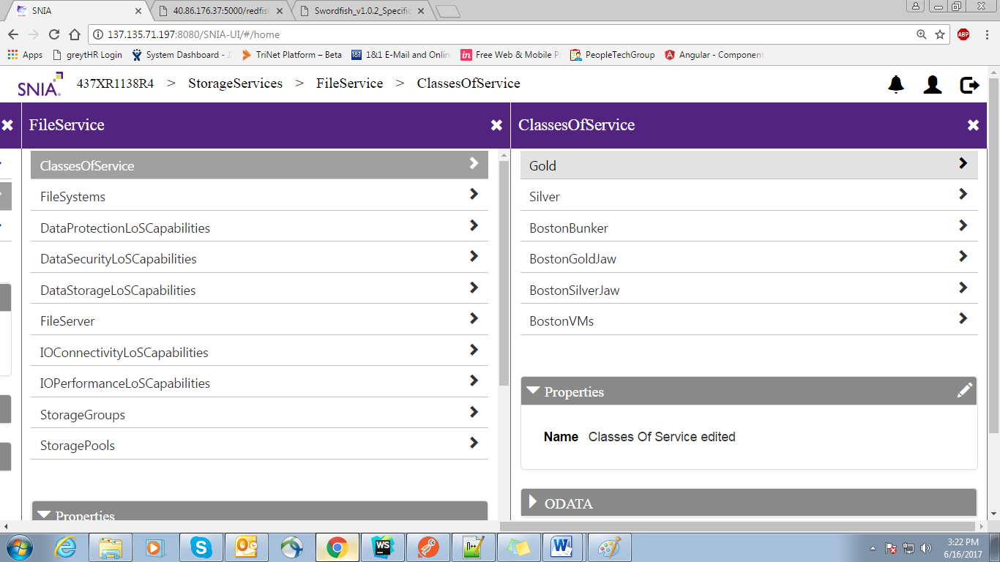 SNIA
40.86.176.37:5000/redfis
Swordfish_v1.0.2_Specific
137.135.71.197:8080/SNIA-UI/#/home
ABP
Apps
greytHR Login
System Dashboard -
TriNet Platform – Beta
1&1 E-Mail and Onlin
Free Web & Mobile P
PeopleTechGroup
Angular - Component
SNIA 437XR1138R4 > StorageServices > FileService > ClassesOfService
FileService
ClassesOfService
FileSystems
DataProtectionLoSCapabilities
DataSecurityLoSCapabilities
DataStorageLoSCapabilities
FileServer
IOConnectivityLoSCapabilities
IOPerformanceLoSCapabilities
StorageGroups
StoragePools
Properties
ClassesOfService
Gold
Silver
BostonBunker
BostonGoldJaw
BostonSilverJaw
BostonVMs
Properties
Name Classes Of Service edited
ODATA
3:22 PM
6/16/2017